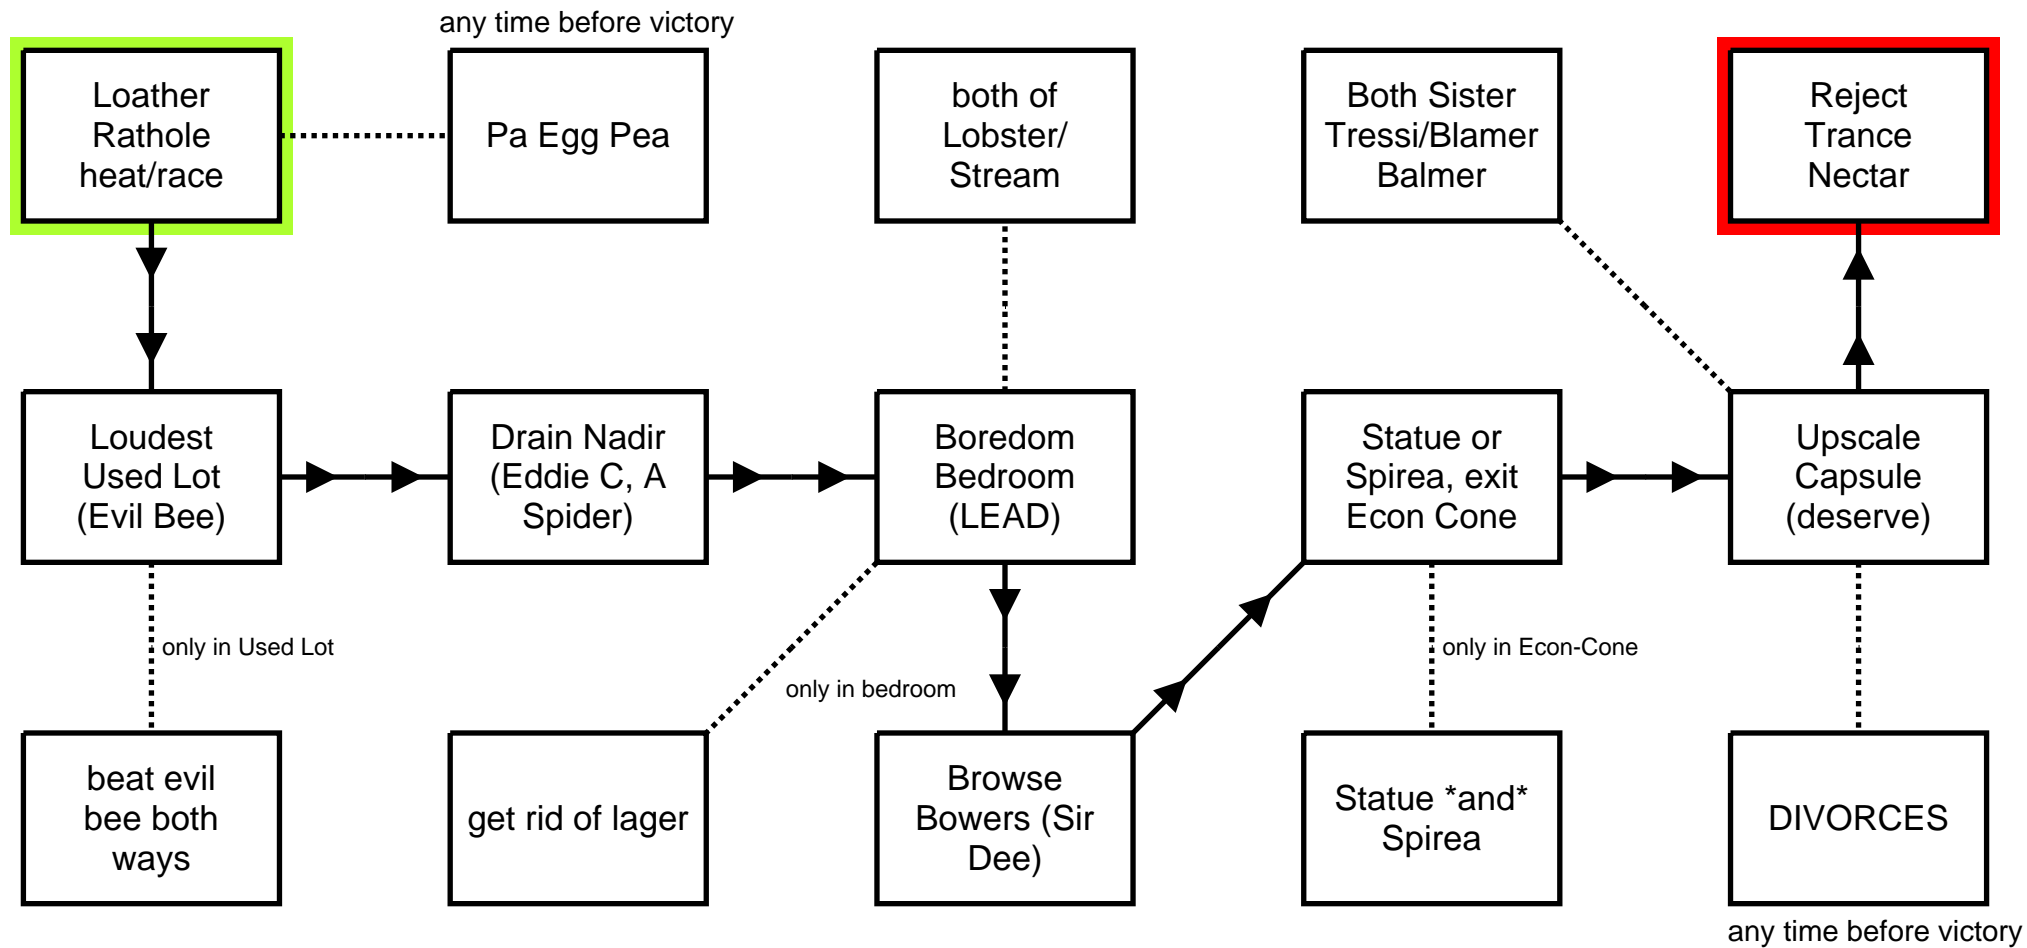 any time before victory
Loather
Rathole
heat/race
Pa Egg Pea
both of
Lobster/
Stream
Both Sister
Tressi/Blamer
Balmer
Reject
Trance
Nectar
Loudest
Used Lot
(Evil Bee)
Drain Nadir
(Eddie C, A
Spider)
Boredom
Bedroom
(LEAD)
Statue or
Spirea, exit
Econ Cone
Upscale
Capsule
(deserve)
only in Used Lot
only in bedroom
only in Econ-Cone
beat evil
bee both
ways
get rid of lager
Browse
Bowers (Sir
Dee)
Statue *and*
Spirea
DIVORCES
any time before victory